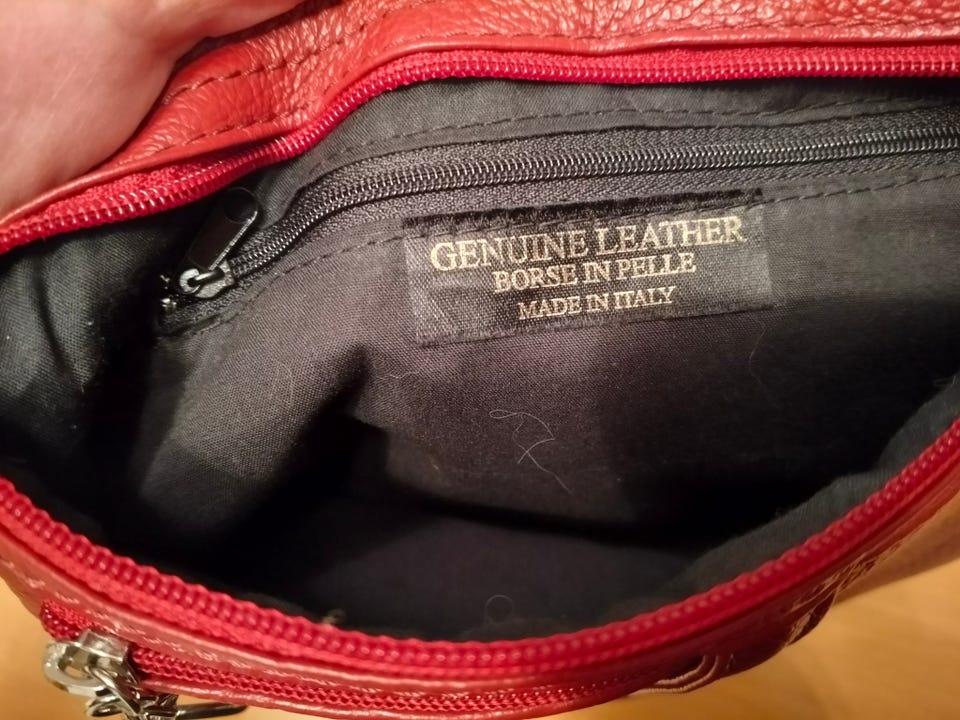 GENUINE LEATHER
BORSE IN PELLE
MADE IN ITALY